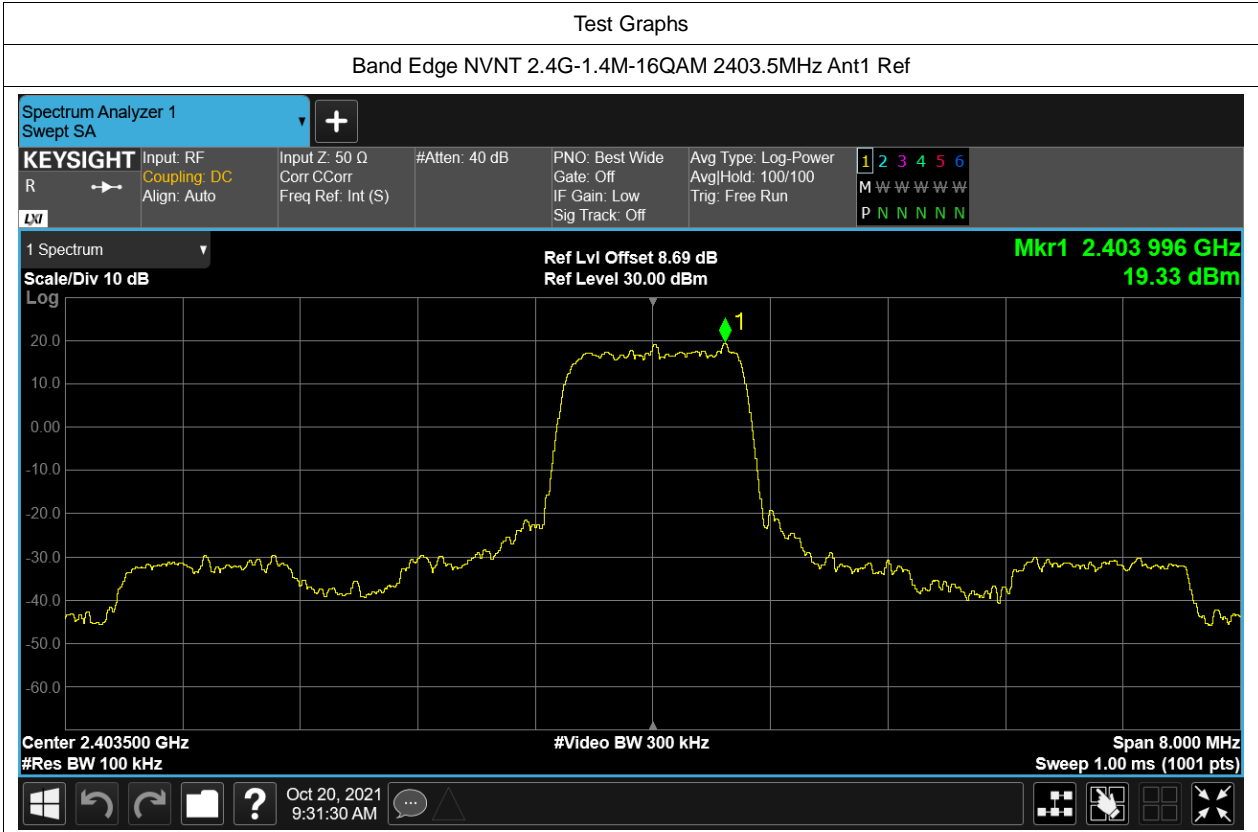 Test Graphs
Band Edge NVNT 2.4G-1.4M-16QAM 2403.5MHz Ant1 Ref
Spectrum Analyzer 1
Swept SA
+
KEYSIGHT
R
LXI
Input: RF
Coupling: DC
Align: Auto
Input Z: 50 Ω
Corr CCorr
Freq Ref: Int (S)
#Atten: 40 dB
PNO: Best Wide
Gate: Off
IF Gain: Low
Sig Track: Off
Avg Type: Log-Power
Avg|Hold: 100/100
Trig: Free Run
1 2 3 4 5 6
M W W W W W W
P N N N N N N
1 Spectrum
Scale/Div 10 dB
Log
Ref Lvl Offset 8.69 dB
Ref Level 30.00 dBm
Mkr1 2.403 996 GHz
19.33 dBm
1
20.0
10.0
0.00
-10.0
-20.0
-30.0
-40.0
-50.0
-60.0
Center 2.403500 GHz
#Res BW 100 kHz
#Video BW 300 kHz
Span 8.000 MHz
Sweep 1.00 ms (1001 pts)
?
Oct 20, 2021
9:31:30 AM